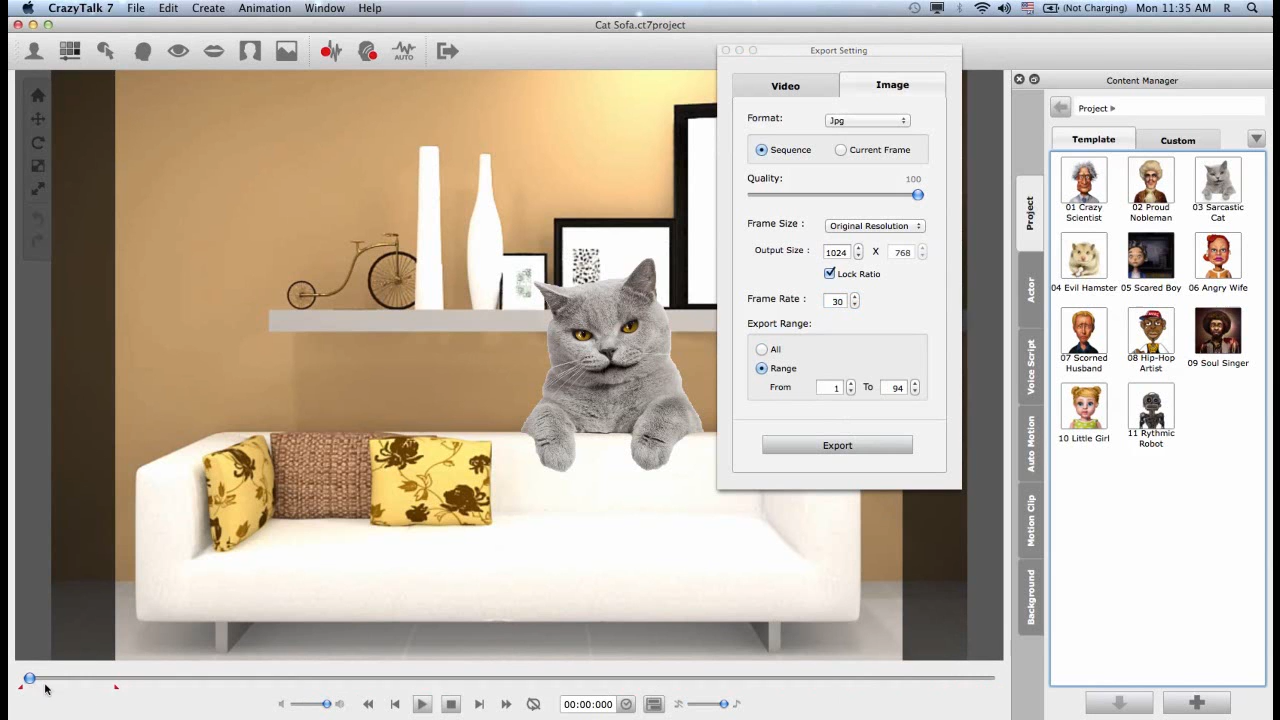 CrazyTalk 7 File Edit Create Animation Window Help (Not Charging) Mon 11:35 AM R
Cat Sofa.ct7project
AUTO
Export Setting
Video Image
Format: Jpg
Sequence Current Frame
Quality: 100
Frame Size : Original Resolution
Output Size : 1024 X 768
Lock Ratio
Frame Rate : 30
Export Range:
All
Range
From 1 To 94
Export
Content Manager
Project
Template Custom
Project
Actor
Voice Script
Auto Motion
Motion Clip
Background
01 Crazy Scientist
02 Proud Nobleman
03 Sarcastic Cat
04 Evil Hamster
05 Scared Boy
06 Angry Wife
07 Scorned Husband
08 Hip-Hop Artist
09 Soul Singer
10 Little Girl
11 Rythmic Robot
00:00:000